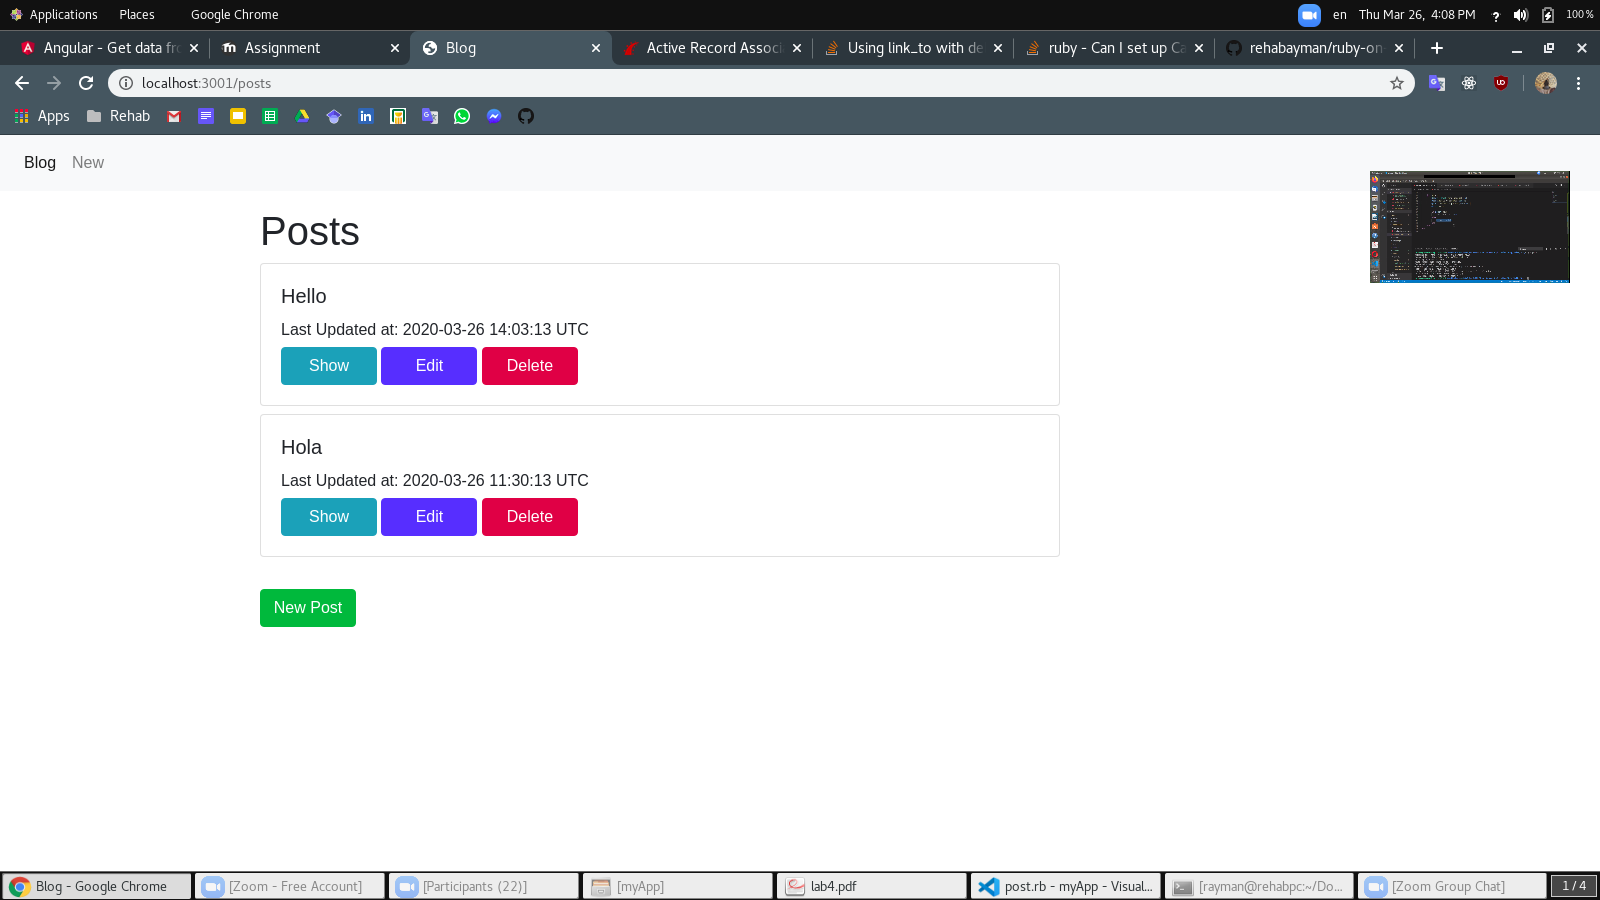 Applications Places Google Chrome en Thu Mar 26, 4:08 PM ? 100 %
Angular - Get data fro Assignment Blog Active Record Associ Using link_to with de ruby - Can I set up Ca rehabayman/ruby-on-
localhost:3001/posts
Apps Rehab
Blog New
Posts
Hello
Last Updated at: 2020-03-26 14:03:13 UTC
Show Edit Delete
Hola
Last Updated at: 2020-03-26 11:30:13 UTC
Show Edit Delete
New Post
Blog - Google Chrome [Zoom - Free Account] [Participants (22)] [myApp] lab4.pdf post.rb - myApp - Visual... [rayman@rehabpc:~/Do... [Zoom Group Chat] 1 / 4